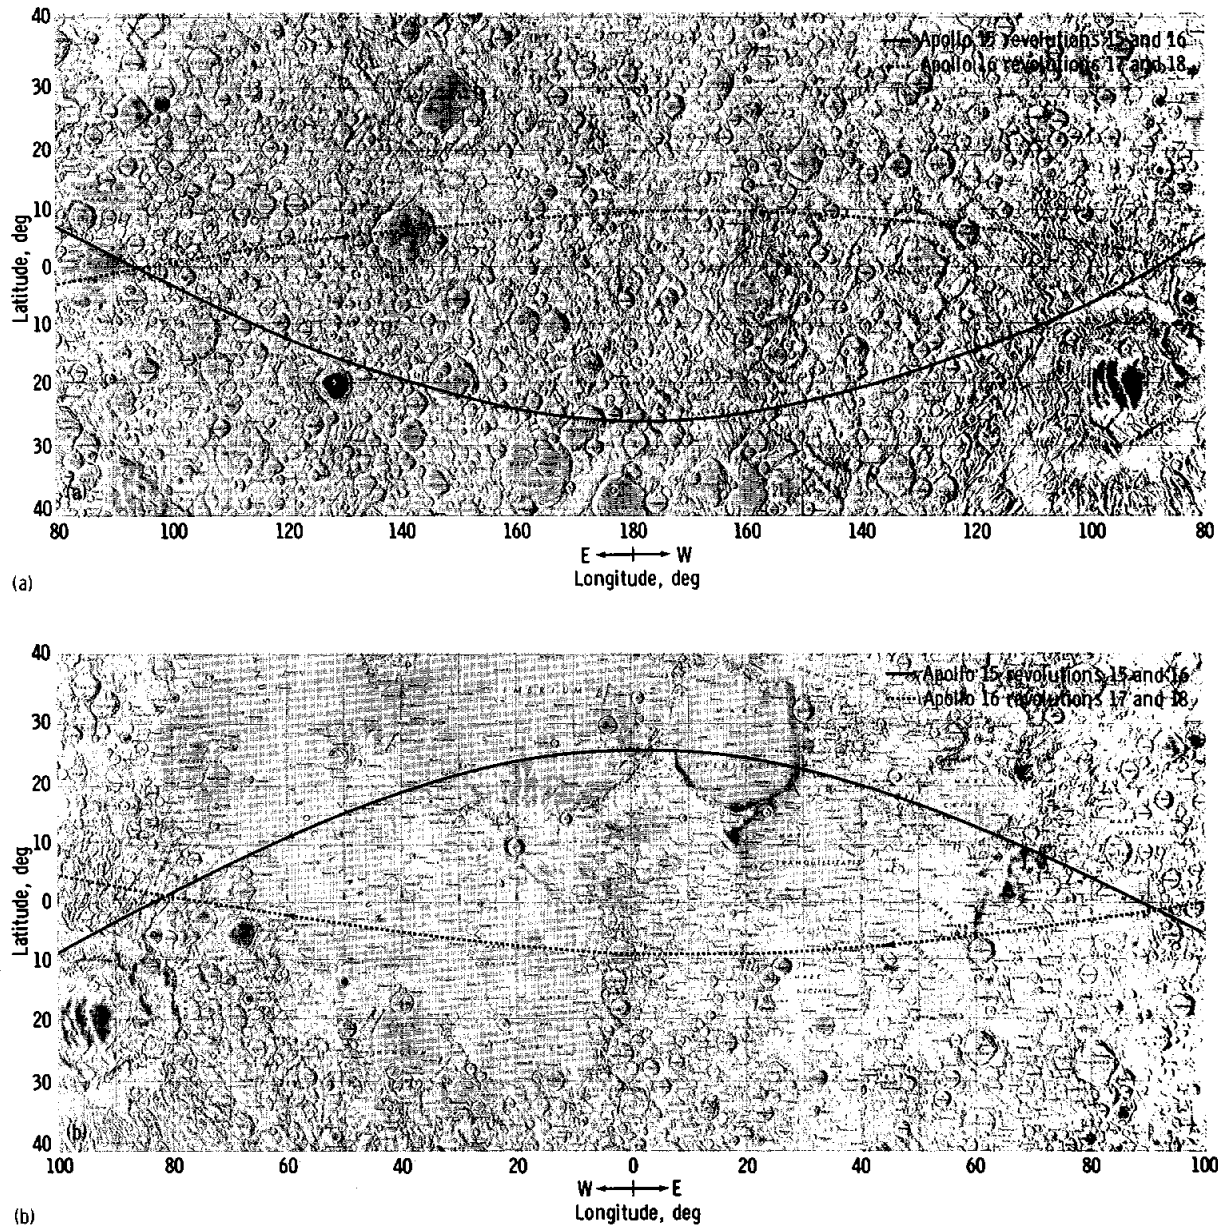 40
30
20
10
0
10
20
30
40
Latitude, deg
Apollo 15 revolutions 15 and 16
Apollo 16 revolutions 17 and 18
(a)
80 100 120 140 160 180 160 140 120 100 80
E W
Longitude, deg
(a)
40
30
20
10
0
10
20
30
40
Latitude, deg
Apollo 15 revolutions 15 and 16
Apollo 16 revolutions 17 and 18
(b)
100 80 60 40 20 0 20 40 60 80 100
W E
Longitude, deg
(b)